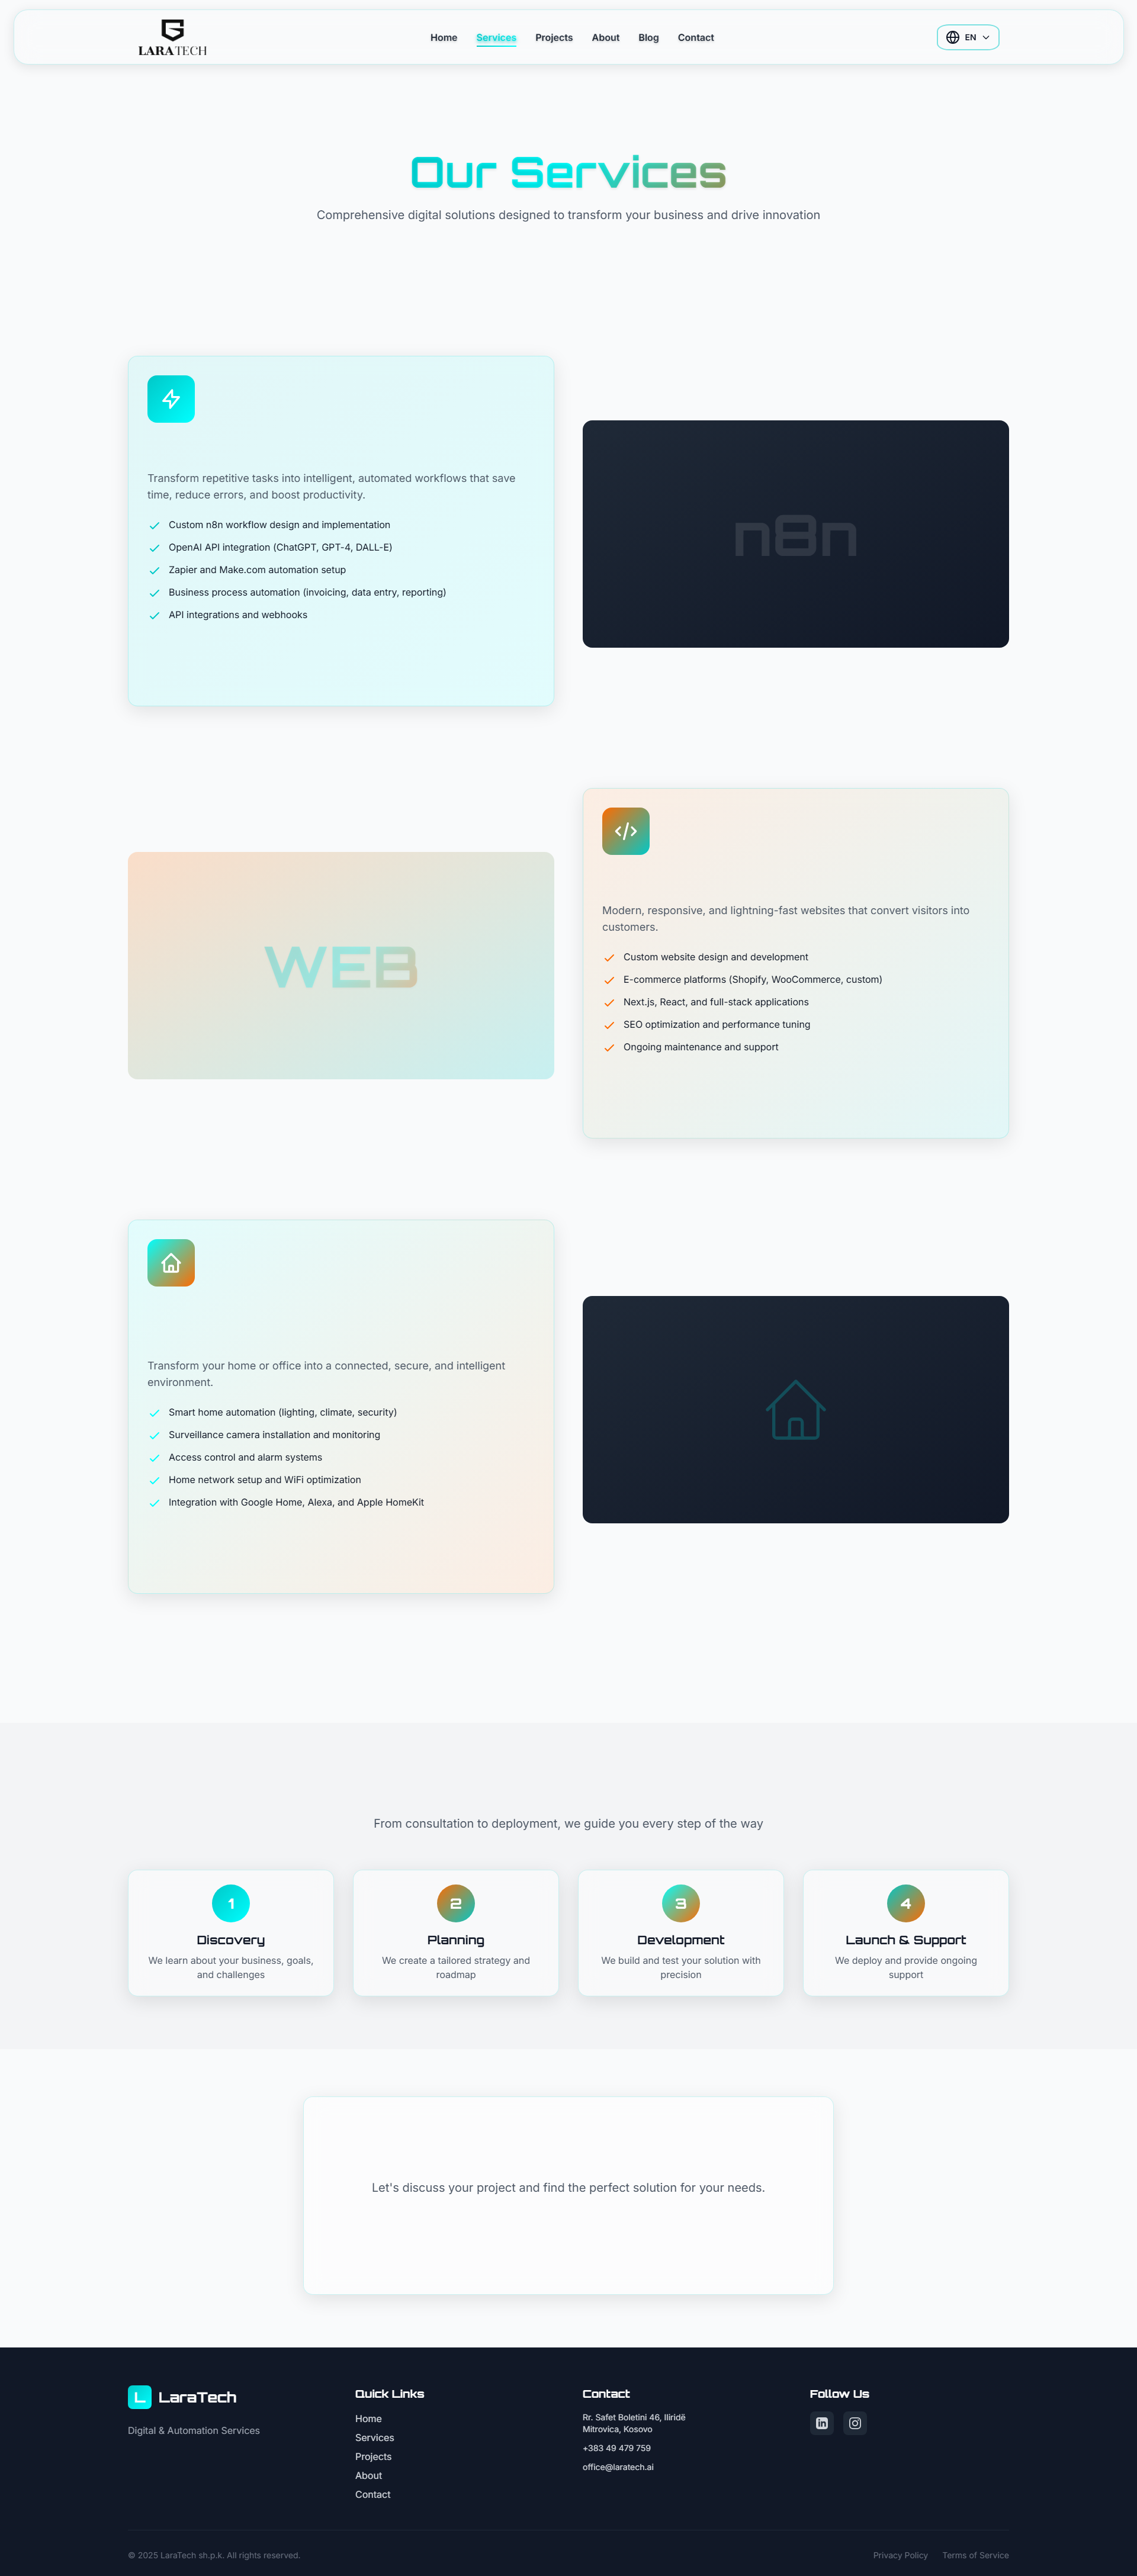 LARATECH
Home
Services
Projects
About
Blog
Contact
EN
Our Services
Comprehensive digital solutions designed to transform your business and drive innovation
Transform repetitive tasks into intelligent, automated workflows that save
time, reduce errors, and boost productivity.
Custom n8n workflow design and implementation
OpenAI API integration (ChatGPT, GPT-4, DALL-E)
Zapier and Make.com automation setup
Business process automation (invoicing, data entry, reporting)
API integrations and webhooks
n8n
WEB
Modern, responsive, and lightning-fast websites that convert visitors into
customers.
Custom website design and development
E-commerce platforms (Shopify, WooCommerce, custom)
Next.js, React, and full-stack applications
SEO optimization and performance tuning
Ongoing maintenance and support
Transform your home or office into a connected, secure, and intelligent
environment.
Smart home automation (lighting, climate, security)
Surveillance camera installation and monitoring
Access control and alarm systems
Home network setup and WiFi optimization
Integration with Google Home, Alexa, and Apple HomeKit
From consultation to deployment, we guide you every step of the way
1
Discovery
We learn about your business, goals,
and challenges
2
Planning
We create a tailored strategy and
roadmap
3
Development
We build and test your solution with
precision
4
Launch & Support
We deploy and provide ongoing
support
Let's discuss your project and find the perfect solution for your needs.
L LaraTech
Digital & Automation Services
Quick Links
Home
Services
Projects
About
Contact
Contact
Rr. Safet Boletini 46, Iliridë
Mitrovica, Kosovo
+383 49 479 759
office@laratech.ai
Follow Us
© 2025 LaraTech sh.p.k. All rights reserved.
Privacy Policy
Terms of Service